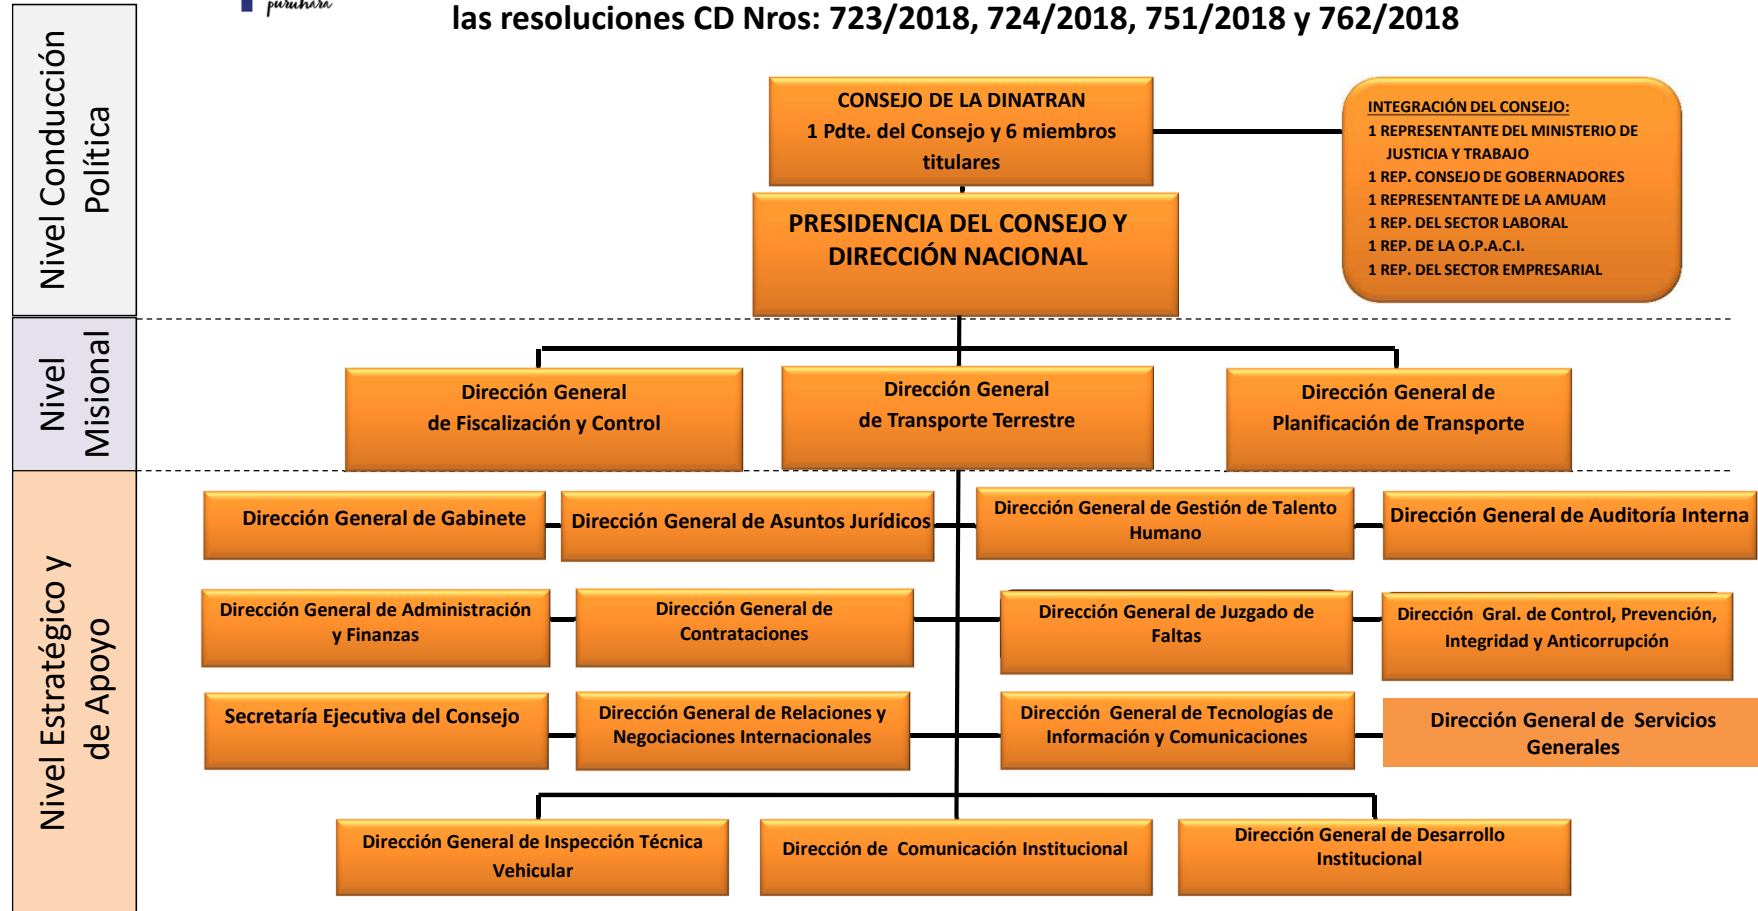 puruhára
las resoluciones CD Nros: 723/2018, 724/2018, 751/2018 y 762/2018
Nivel Conducción
Política
CONSEJO DE LA DINATRAN
1 Pdte. del Consejo y 6 miembros
titulares
INTEGRACIÓN DEL CONSEJO:
1 REPRESENTANTE DEL MINISTERIO DE
JUSTICIA Y TRABAJO
1 REP. CONSEJO DE GOBERNADORES
1 REPRESENTANTE DE LA AMUAM
1 REP. DEL SECTOR LABORAL
1 REP. DE LA O.P.A.C.I.
1 REP. DEL SECTOR EMPRESARIAL
PRESIDENCIA DEL CONSEJO Y
DIRECCIÓN NACIONAL
Nivel
Misional
Dirección General
de Fiscalización y Control
Dirección General
de Transporte Terrestre
Dirección General de
Planificación de Transporte
Nivel Estratégico y
de Apoyo
Dirección General de Gabinete
Dirección General de Asuntos Jurídicos
Dirección General de Gestión de Talento
Humano
Dirección General de Auditoría Interna
Dirección General de Administración
y Finanzas
Dirección General de
Contrataciones
Dirección General de Juzgado de
Faltas
Dirección Gral. de Control, Prevención,
Integridad y Anticorrupción
Secretaría Ejecutiva del Consejo
Dirección General de Relaciones y
Negociaciones Internacionales
Dirección General de Tecnologías de
Información y Comunicaciones
Dirección General de Servicios
Generales
Dirección General de Inspección Técnica
Vehicular
Dirección de Comunicación Institucional
Dirección General de Desarrollo
Institucional